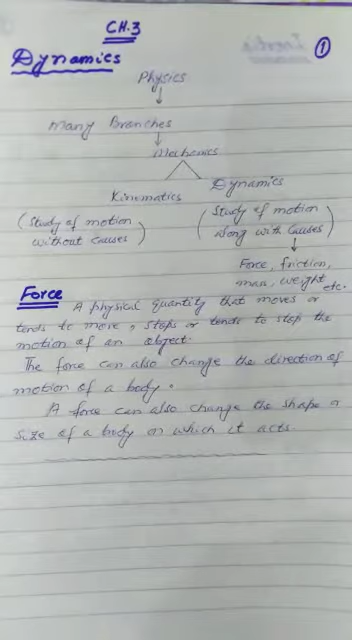 CH.3
1
Dynamics
Physics
Many Branches
Mechanics
Kinematics Dynamics
(Study of motion without causes)
(Study of motion along with Causes)
Force, friction,
mass, weight etc.
Force A physical quantity that moves or
tends to move, stops or tends to stop the
motion of an object.
The force can also change the direction of
motion of a body.
A force can also change the shape or
size of a body on which it acts.